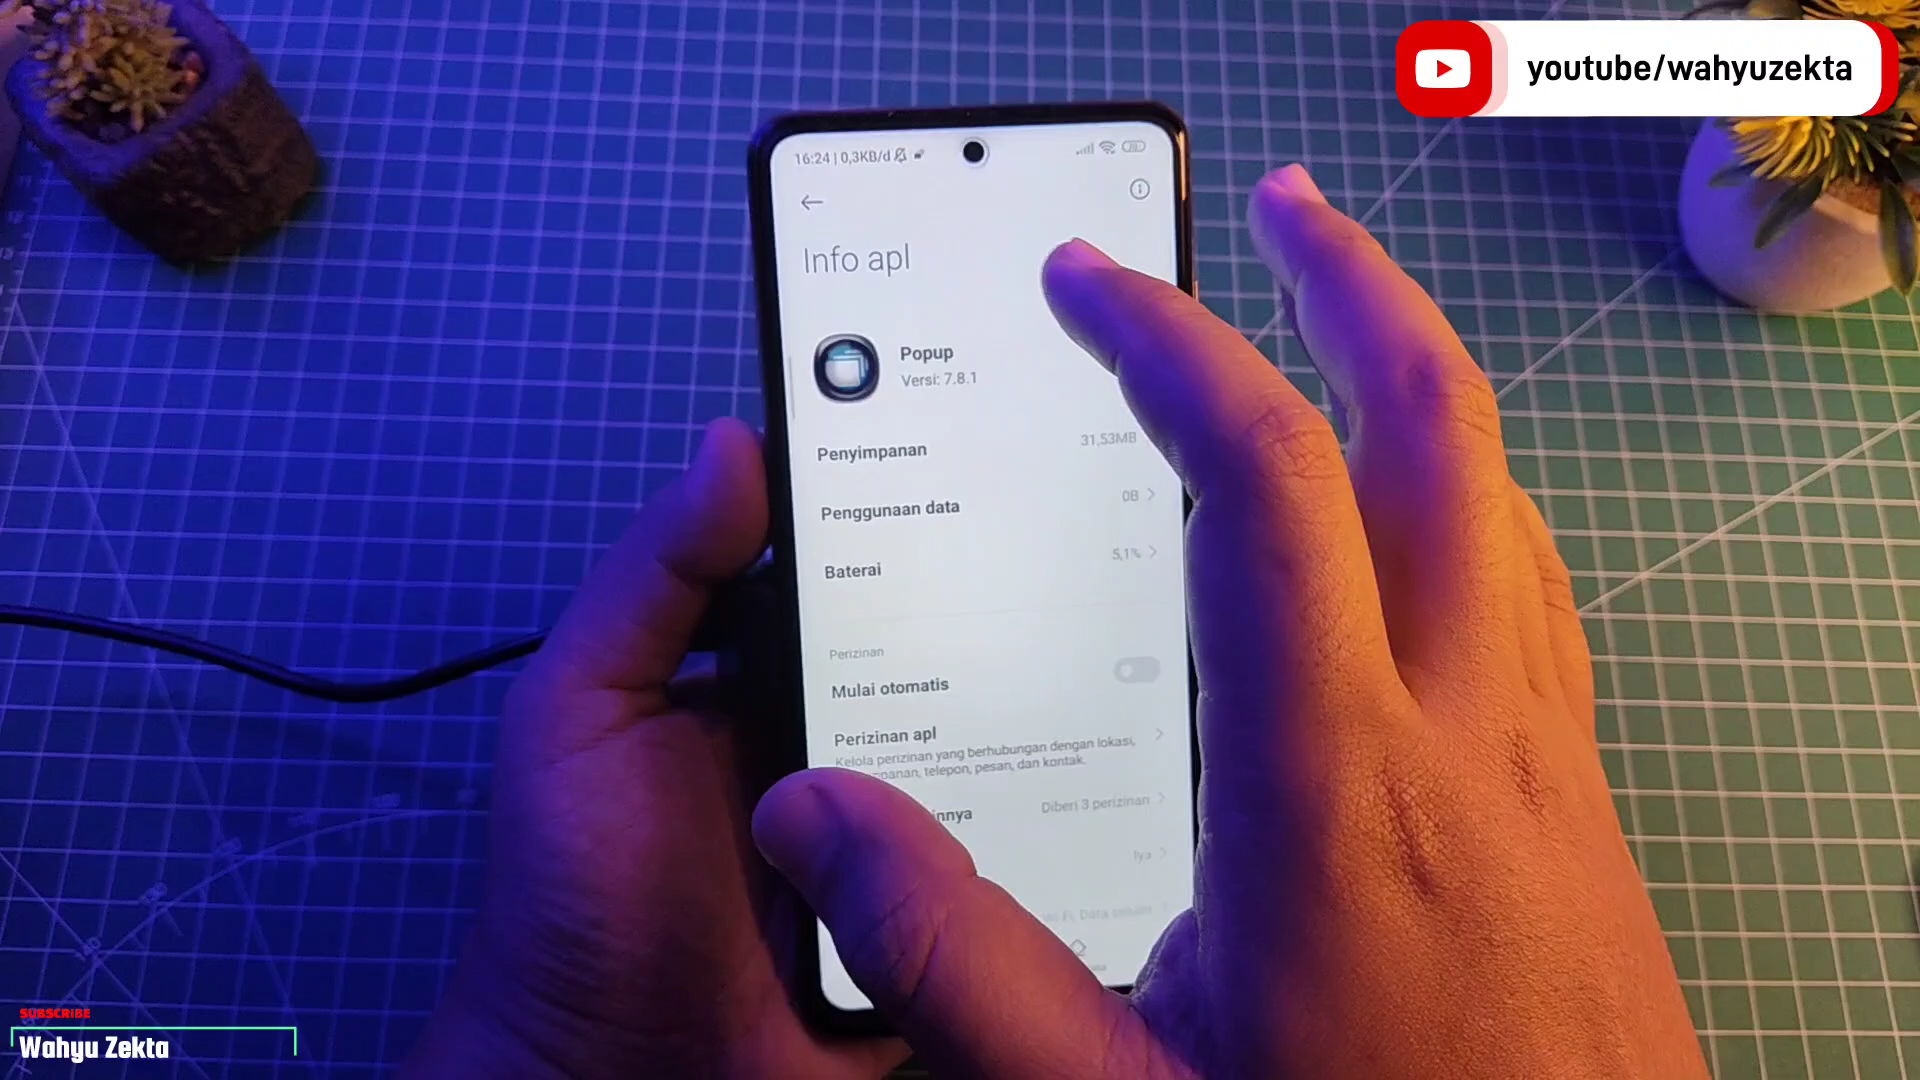 youtube/wahyuzekta
16:24 | 0,3KB/d
Info apl
Popup
Versi: 7.8.1
Penyimpanan
31,53MB
Penggunaan data
0B
Baterai
5,1%
Perizinan
Mulai otomatis
Perizinan apl
Kelola perizinan yang berhubungan dengan lokasi,
telepon, pesan, dan kontak.
Diberi 3 perizinan
Iya
SUBSCRIBE
Wahyu Zekta